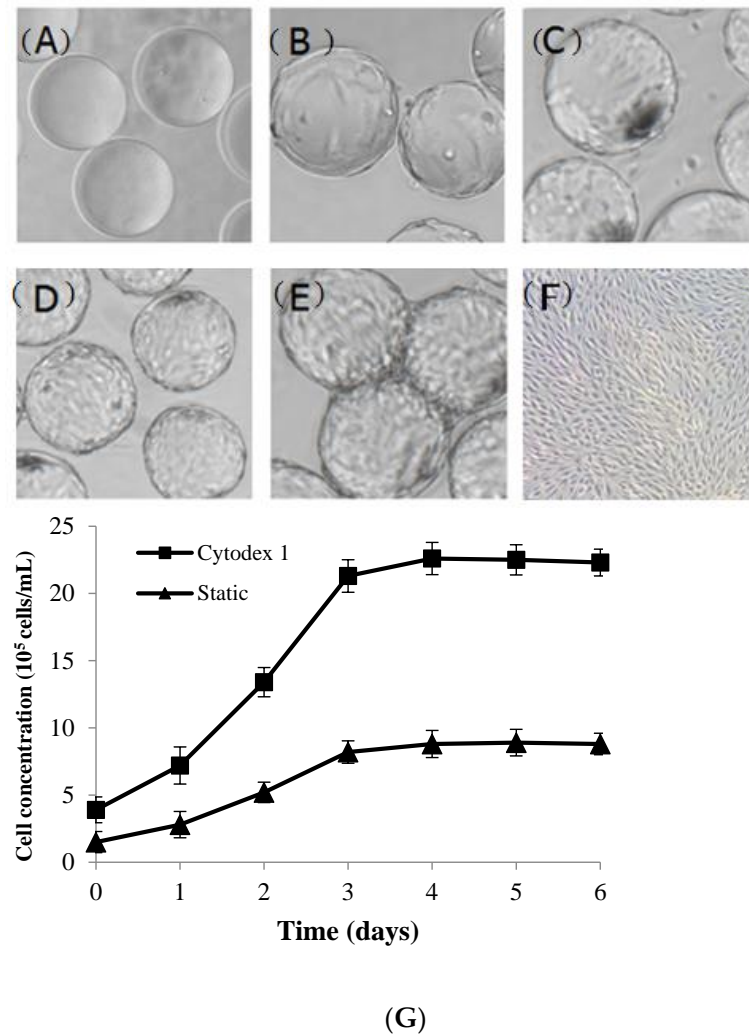 (A)
(B)
(C)
(D)
(E)
(F)
Cell concentration (10⁵ cells/mL)
25
20
15
10
5
0
Cytodex 1
Static
0 1 2 3 4 5 6
Time (days)
(G)